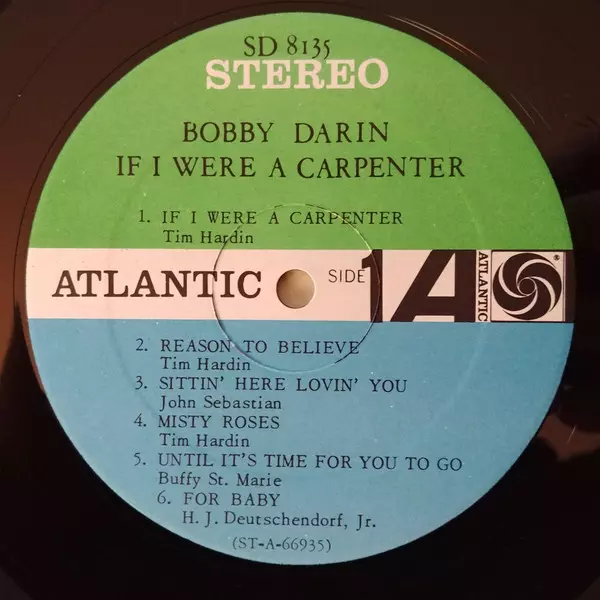 SD 8135
STEREO
BOBBY DARIN
IF I WERE A CARPENTER
1. IF I WERE A CARPENTER
Tim Hardin
ATLANTIC SIDE 1 A ATLANTIC ®
2. REASON TO BELIEVE
Tim Hardin
3. SITTIN' HERE LOVIN' YOU
John Sebastian
4. MISTY ROSES
Tim Hardin
5. UNTIL IT'S TIME FOR YOU TO GO
Buffy St. Marie
6. FOR BABY
H. J. Deutschendorf, Jr.
(ST-A-66935)